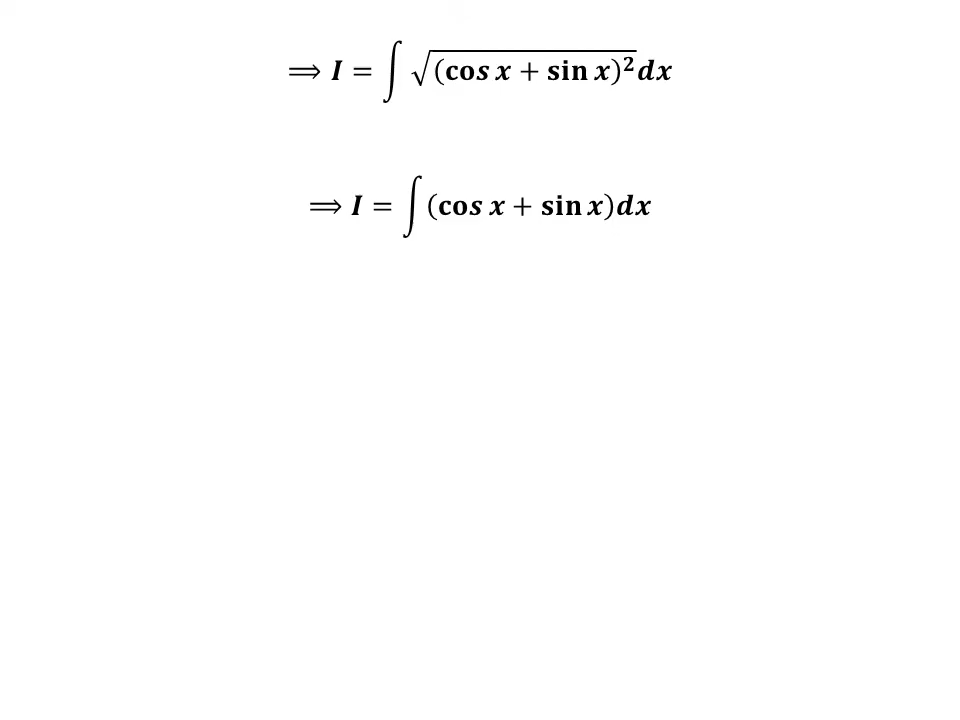 ⟹ I = ∫ √(cos x + sin x)² dx
⟹ I = ∫ (cos x + sin x) dx